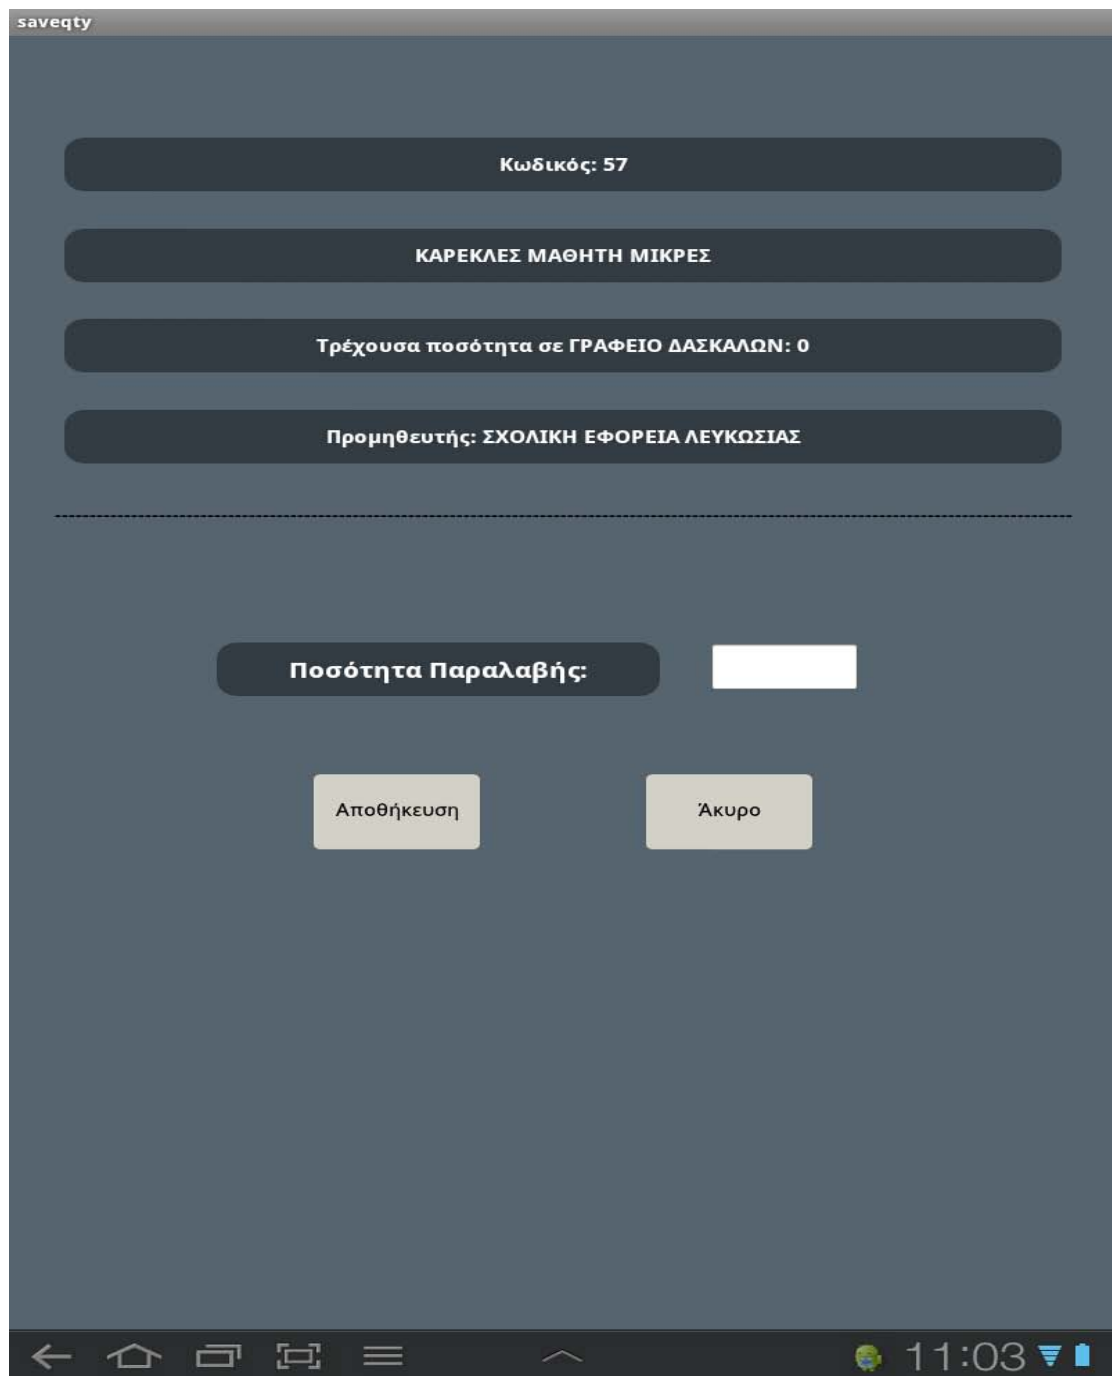 saveqty
Κωδικός: 57
ΚΑΡΕΚΛΕΣ ΜΑΘΗΤΗ ΜΙΚΡΕΣ
Τρέχουσα ποσότητα σε ΓΡΑΦΕΙΟ ΔΑΣΚΑΛΩΝ: 0
Προμηθευτής: ΣΧΟΛΙΚΗ ΕΦΟΡΕΙΑ ΛΕΥΚΩΣΙΑΣ
Ποσότητα Παραλαβής:
Αποθήκευση Άκυρο
11:03